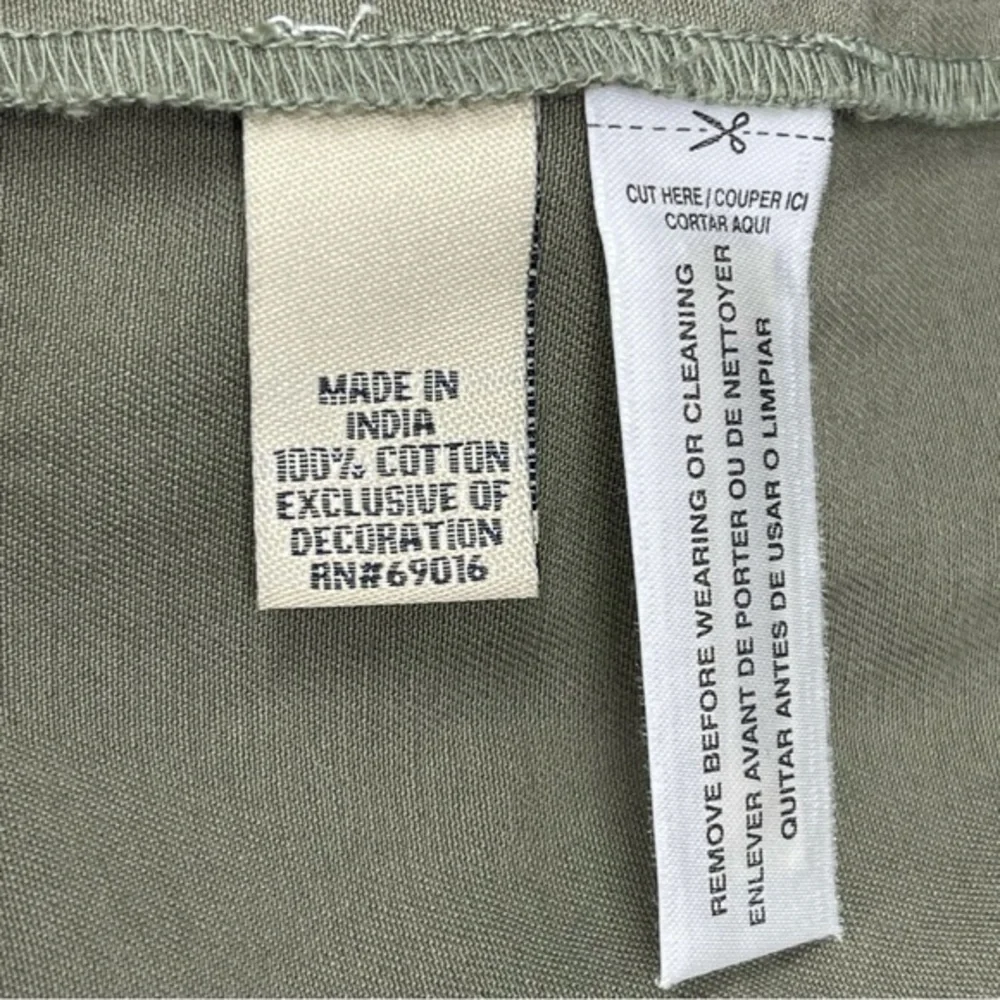 MADE IN
INDIA
100% COTTON
EXCLUSIVE OF
DECORATION
RN#69016
CUT HERE / COUPER ICI
CORTAR AQUI
REMOVE BEFORE WEARING OR CLEANING
ENLEVER AVANT DE PORTER OU DE NETTOYER
QUITAR ANTES DE USAR O LIMPIAR